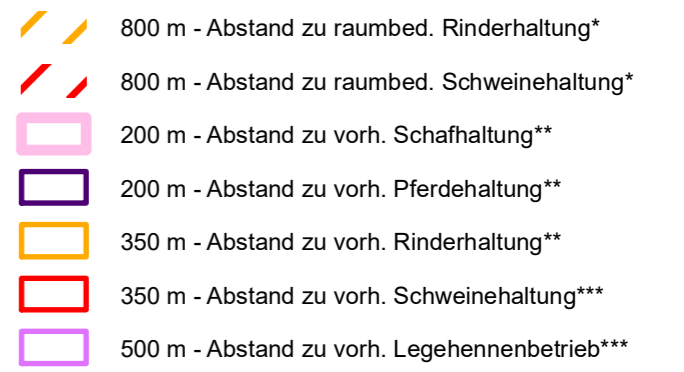 800 m - Abstand zu raumbed. Rinderhaltung*
800 m - Abstand zu raumbed. Schweinehaltung*
200 m - Abstand zu vorh. Schafhaltung**
200 m - Abstand zu vorh. Pferdehaltung**
350 m - Abstand zu vorh. Rinderhaltung**
350 m - Abstand zu vorh. Schweinehaltung***
500 m - Abstand zu vorh. Legehennenbetrieb***